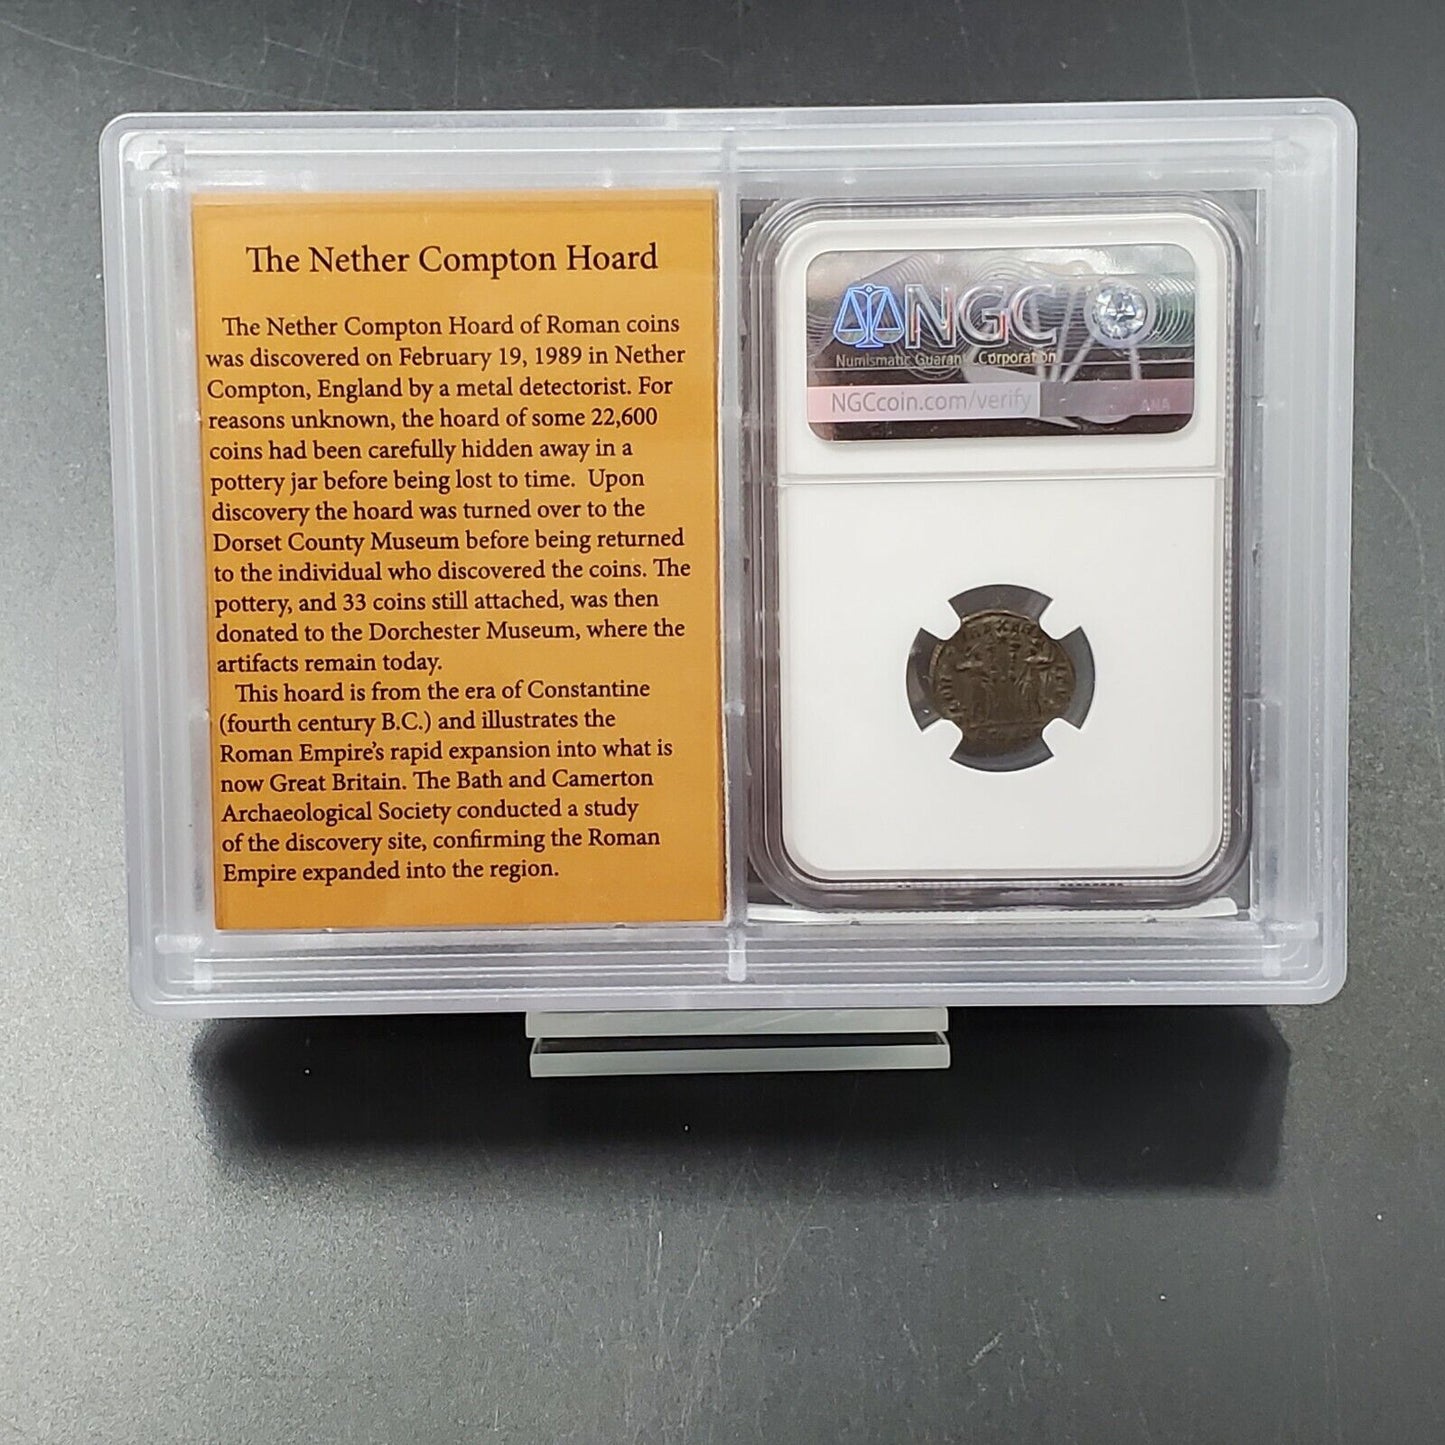 The Nether Compton Hoard
The Nether Compton Hoard of Roman coins
was discovered on February 19, 1989 in Nether
Compton, England by a metal detectorist. For
reasons unknown, the hoard of some 22,600
coins had been carefully hidden away in a
pottery jar before being lost to time. Upon
discovery the hoard was turned over to the
Dorset County Museum before being returned
to the individual who discovered the coins. The
pottery, and 33 coins still attached, was then
donated to the Dorchester Museum, where the
artifacts remain today.
This hoard is from the era of Constantine
(fourth century B.C.) and illustrates the
Roman Empire's rapid expansion into what is
now Great Britain. The Bath and Camerton
Archaeological Society conducted a study
of the discovery site, confirming the Roman
Empire expanded into the region.
NGC
Numismatic Guaranty Corporation
NGCcoin.com/verify
ANA